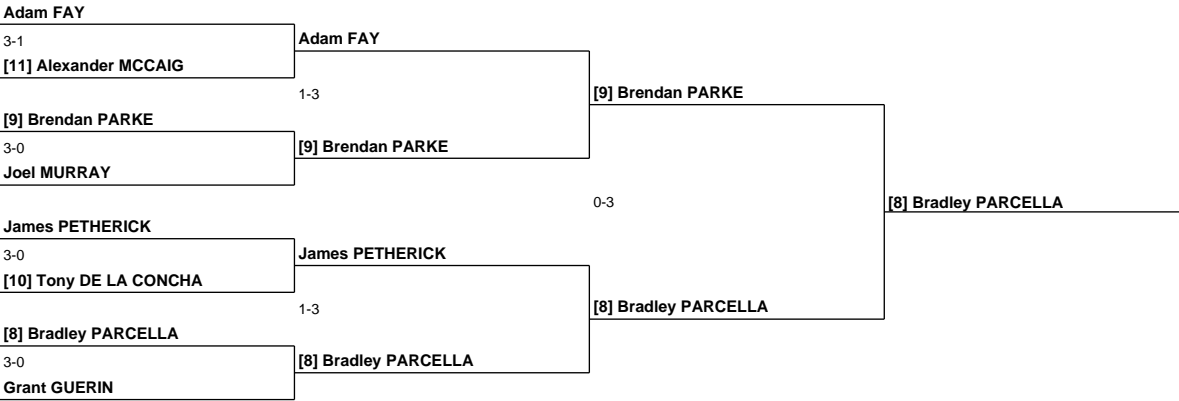 Adam FAY
3-1
Adam FAY
[11] Alexander MCCAIG
1-3
[9] Brendan PARKE
[9] Brendan PARKE
3-0
[9] Brendan PARKE
Joel MURRAY
0-3
[8] Bradley PARCELLA
James PETHERICK
3-0
James PETHERICK
[10] Tony DE LA CONCHA
1-3
[8] Bradley PARCELLA
[8] Bradley PARCELLA
3-0
[8] Bradley PARCELLA
Grant GUERIN